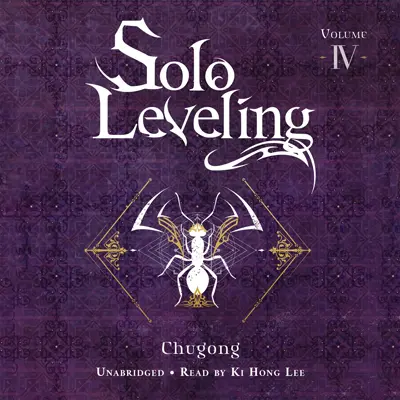 Volume
IV
Solo
Leveling
Chugong
Unabridged • Read by Ki Hong Lee